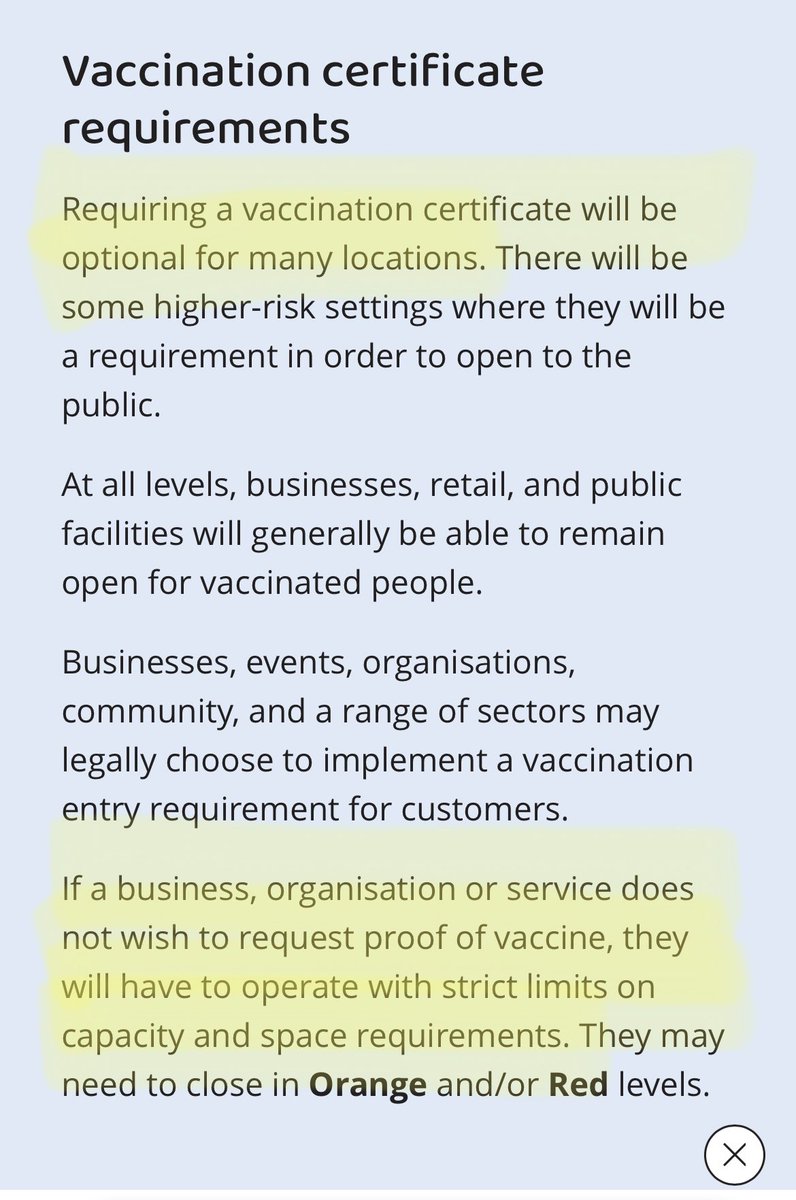 Vaccination certificate
requirements
Requiring a vaccination certificate will be
optional for many locations. There will be
some higher-risk settings where they will be
a requirement in order to open to the
public.
At all levels, businesses, retail, and public
facilities will generally be able to remain
open for vaccinated people.
Businesses, events, organisations,
community, and a range of sectors may
legally choose to implement a vaccination
entry requirement for customers.
If a business, organisation or service does
not wish to request proof of vaccine, they
will have to operate with strict limits on
capacity and space requirements. They may
need to close in Orange and/or Red levels.